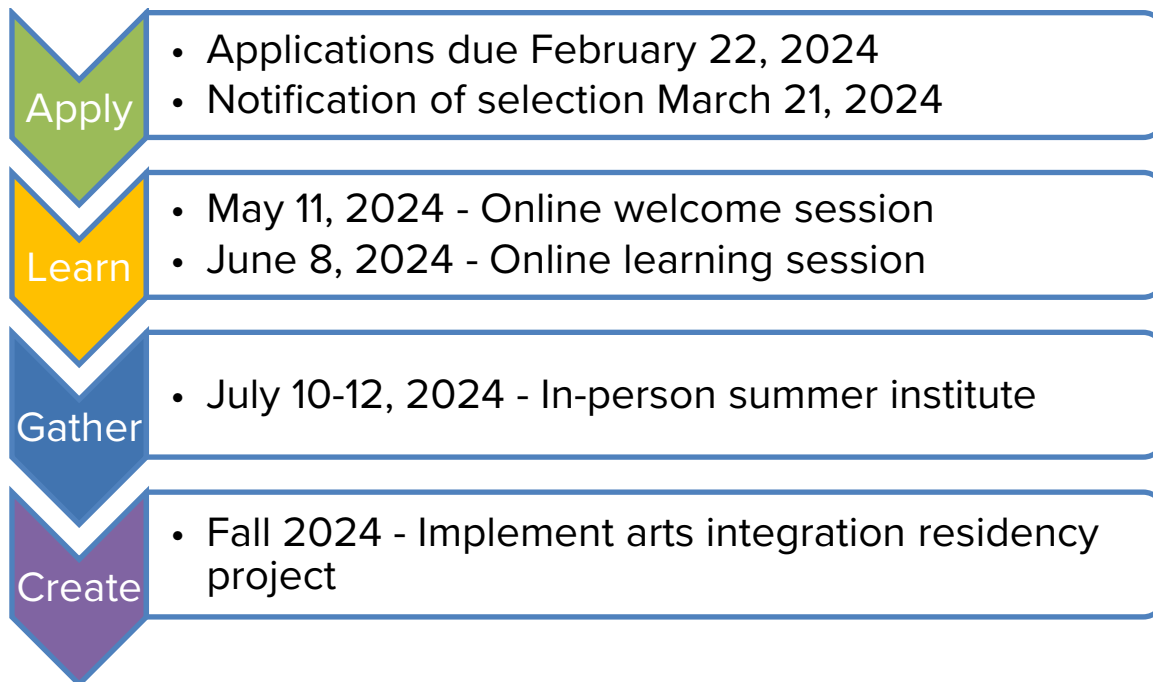 Apply
• Applications due February 22, 2024
• Notification of selection March 21, 2024
Learn
• May 11, 2024 - Online welcome session
• June 8, 2024 - Online learning session
Gather
• July 10-12, 2024 - In-person summer institute
Create
• Fall 2024 - Implement arts integration residency
project